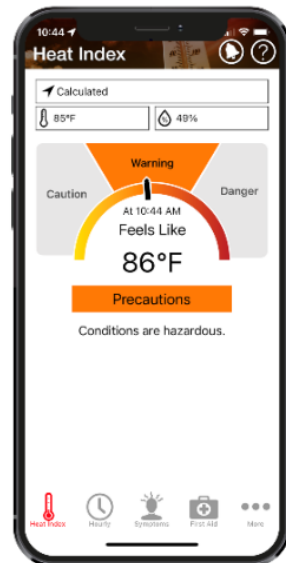 10:44
Heat Index
Calculated
85°F
49%
Warning
Caution
Danger
At 10:44 AM
Feels Like
86°F
Precautions
Conditions are hazardous.
Heat Index
Hourly
Symptoms
First Aid
More